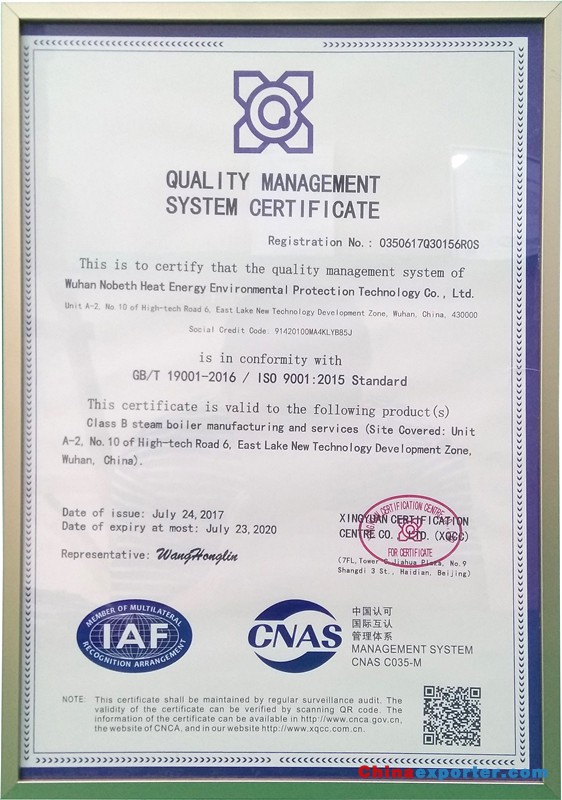 QUALITY MANAGEMENT
SYSTEM CERTIFICATE
Registration No.: 0350617Q30156R0S
This is to certify that the quality management system of
Wuhan Nobeth Heat Energy Environmental Protection Technology Co., Ltd.
Unit A-2, No.10 of High-tech Road 6, East Lake New Technology Development Zone, Wuhan, China, 430000
Social Credit Code: 91420100MA4KLYB85J
is in conformity with
GB/T 19001-2016 / ISO 9001:2015 Standard
This certificate is valid to the following product(s)
Class B steam boiler manufacturing and services (Site Covered: Unit
A-2, No.10 of High-tech Road 6, East Lake New Technology Development Zone,
Wuhan, China).
Date of issue: July 24, 2017
Date of expiry at most: July 23, 2020
Representative: WangHonglin
XINGYUAN CERTIFICATION
CENTRE CO., LTD. (XQCC)
(7FL, Tower C, Jiahua Plaza, No.9
Shangdi 3 St., Haidian, Beijing)
CERTIFICATION CENTRE
FOR CERTIFICATE
MEMBER OF MULTILATERAL
IAF
RECOGNITION ARRANGEMENT
CNAS
中国认可
国际互认
管理体系
MANAGEMENT SYSTEM
CNAS C035-M
NOTE: This certificate shall be maintained by regular surveillance audit. The
validity of the certificate can be verified by scanning QR code. The
information of the certificate can be available in http://www.cnca.gov.cn,
the website of CNCA, and in our website http://www.xqcc.com.cn.
Chinaexporter.com